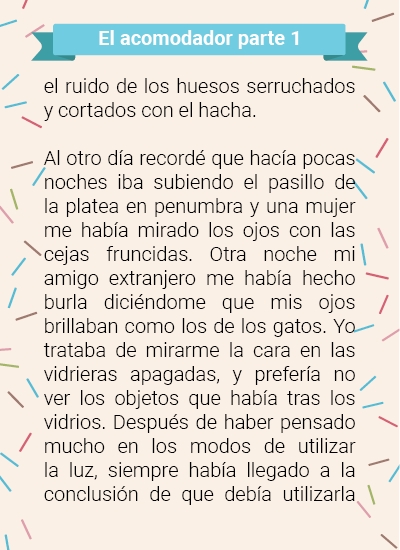 El acomodador parte 1
el ruido de los huesos serruchados
y cortados con el hacha.
Al otro día recordé que hacía pocas
noches iba subiendo el pasillo de
la platea en penumbra y una mujer
me había mirado los ojos con las
cejas fruncidas. Otra noche mi
amigo extranjero me había hecho
burla diciéndome que mis ojos
brillaban como los de los gatos. Yo
trataba de mirarme la cara en las
vidrieras apagadas, y prefería no
ver los objetos que había tras los
vidrios. Después de haber pensado
mucho en los modos de utilizar
la luz, siempre había llegado a la
conclusión de que debía utilizarla